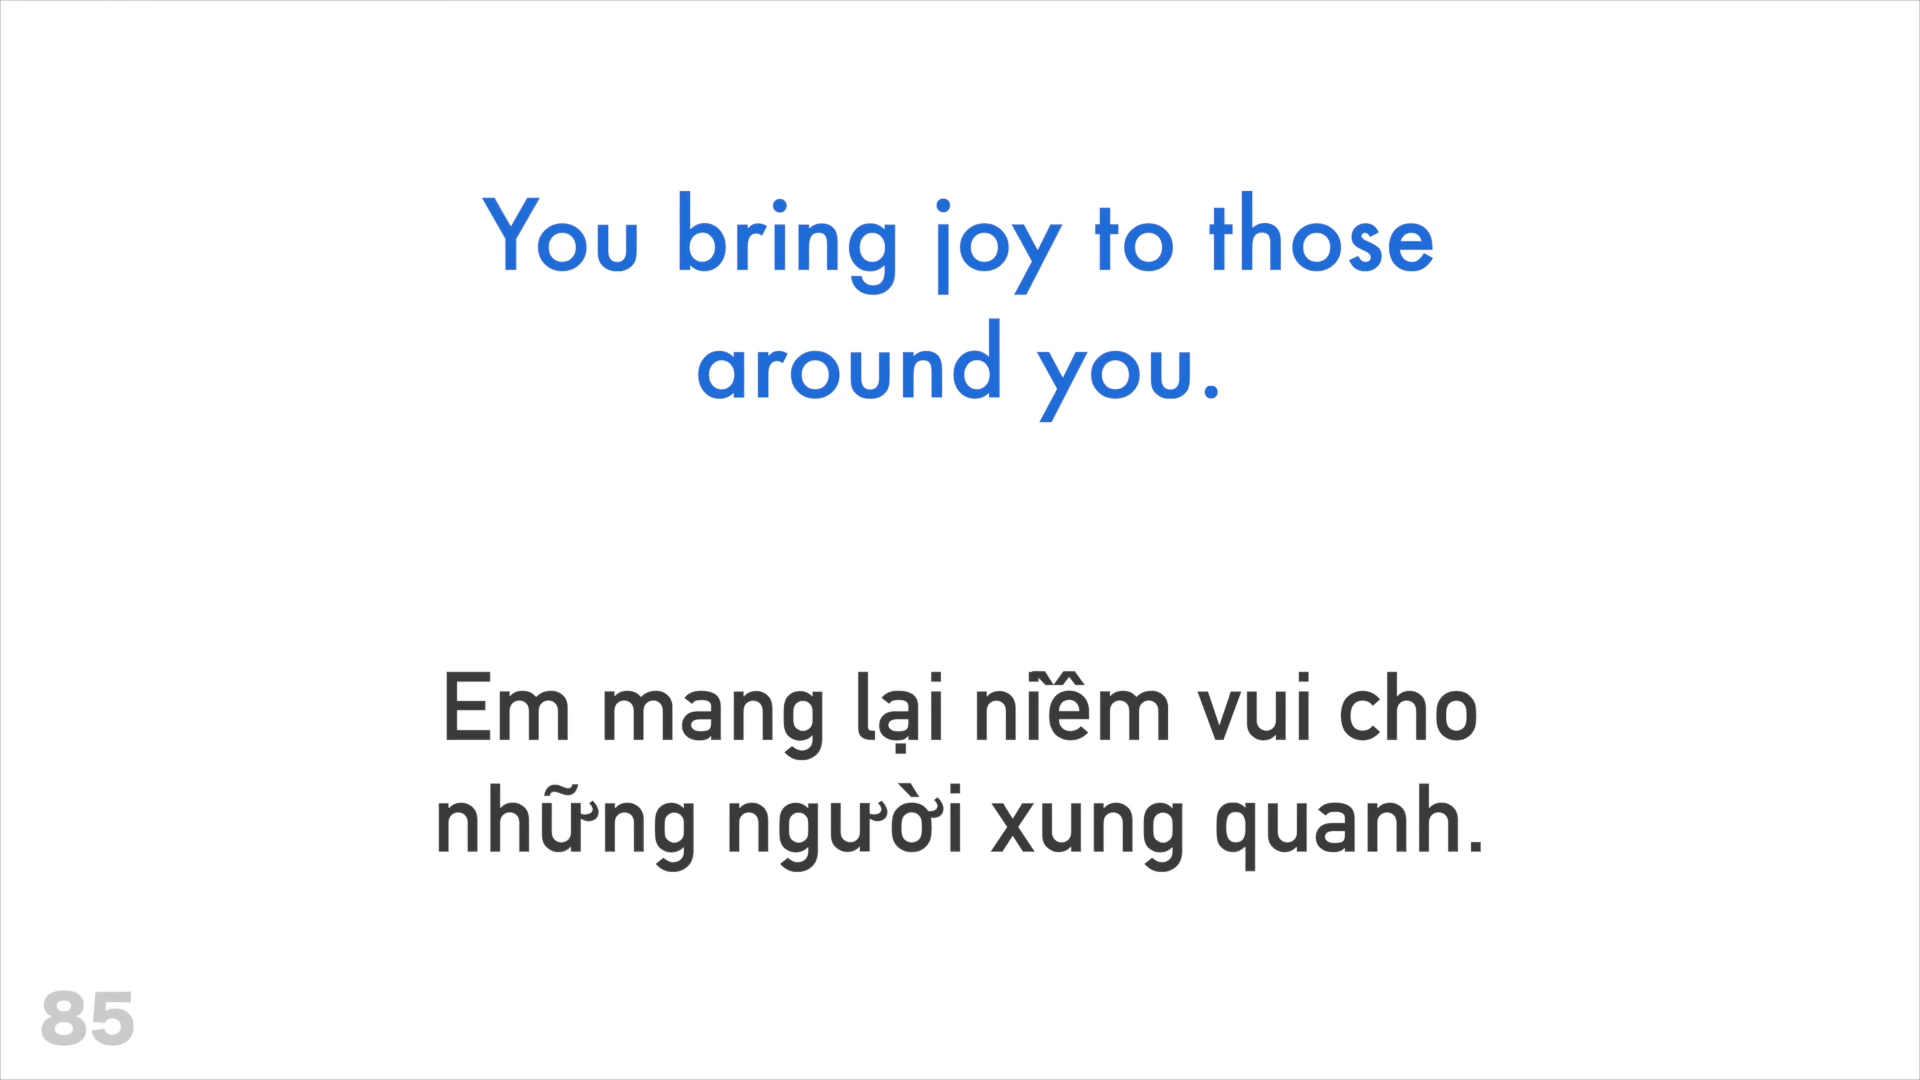 You bring joy to those
around you.
Em mang lại niềm vui cho
những người xung quanh.
85